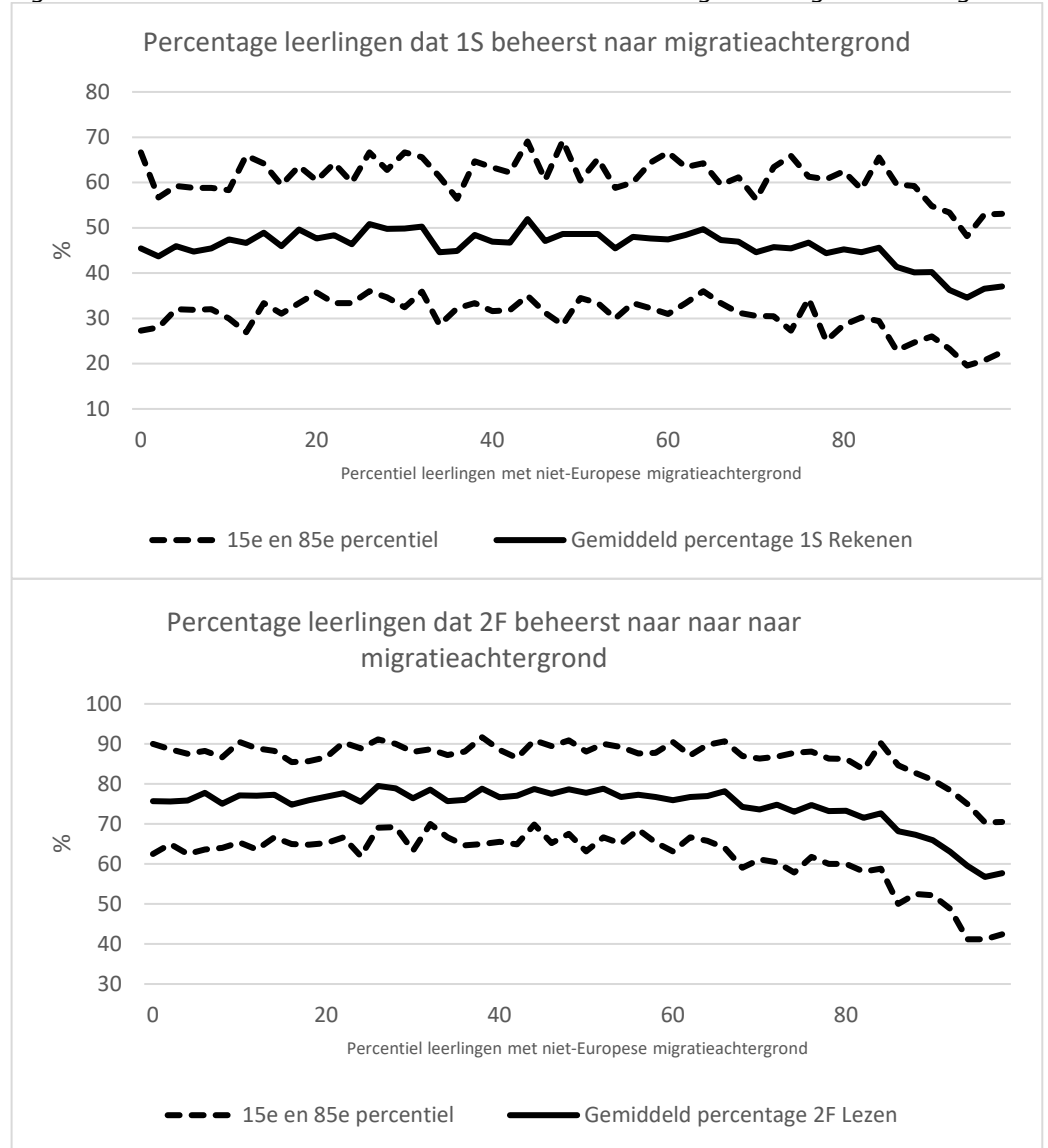 Percentage leerlingen dat 1S beheerst naar migratieachtergrond
80
70
60
50
40
30
20
10
%
0 20 40 60 80
Percentiel leerlingen met niet-Europese migratieachtergrond
15e en 85e percentiel Gemiddeld percentage 1S Rekenen
Percentage leerlingen dat 2F beheerst naar naar naar
migratieachtergrond
100
90
80
70
60
50
40
30
%
0 20 40 60 80
Percentiel leerlingen met niet-Europese migratieachtergrond
15e en 85e percentiel Gemiddeld percentage 2F Lezen